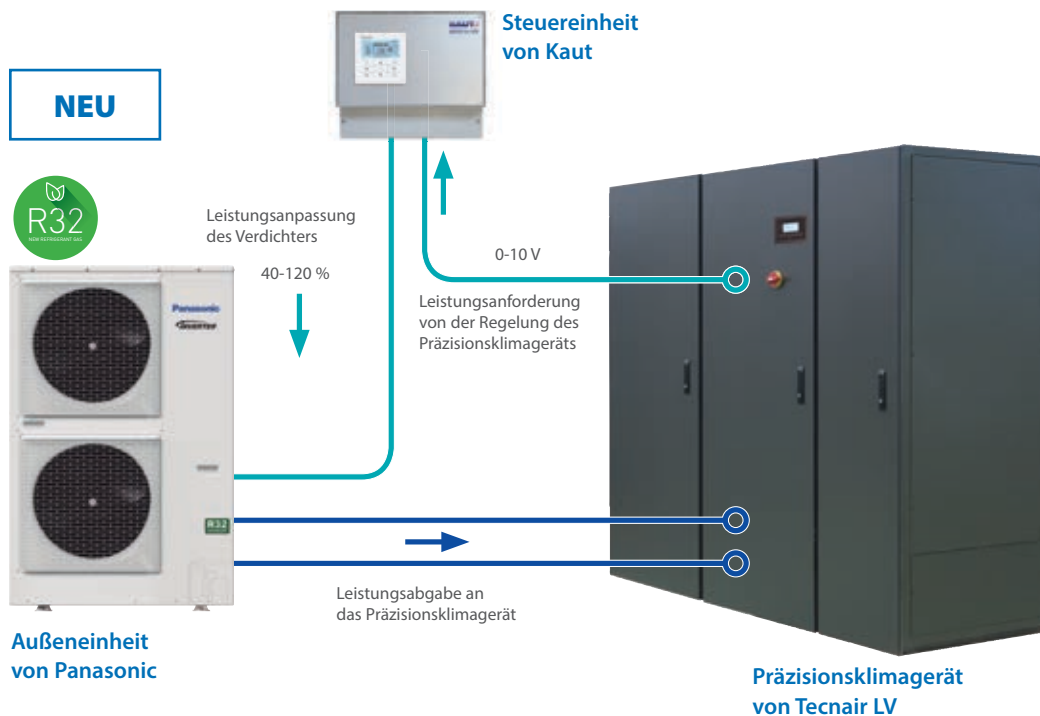 Steuereinheit
von Kaut
NEU
R32
NEW REFRIGERANT GAS
Leistungsanpassung
des Verdichters
40-120 %
0-10 V
Leistungsanforderung
von der Regelung des
Präzisionsklimageräts
Panasonic
INVERTER
R32
Leistungsabgabe an
das Präzisionsklimagerät
Außeneinheit
von Panasonic
Präzisionsklimagerät
von Tecnair LV